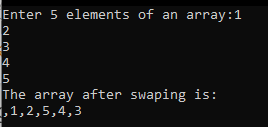 Enter 5 elements of an array:1
2
3
4
5
The array after swaping is:
,1,2,5,4,3